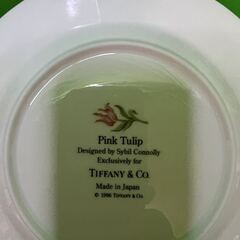 Pink Tulip
Designed by Sybil Connolly
Exclusively for
TIFFANY & CO.
Made in Japan
© 1986 TIFFANY & CO.